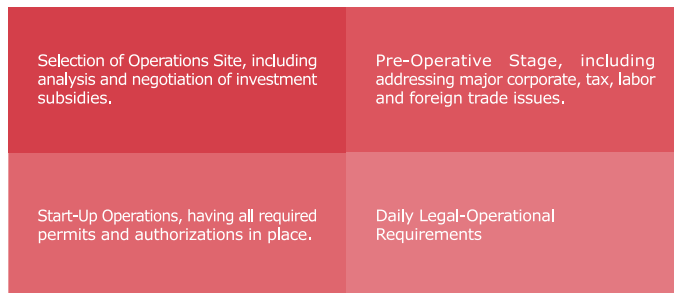 Selection of Operations Site, including
analysis and negotiation of investment
subsidies.
Pre-Operative Stage, including
addressing major corporate, tax, labor
and foreign trade issues.
Start-Up Operations, having all required
permits and authorizations in place.
Daily Legal-Operational
Requirements